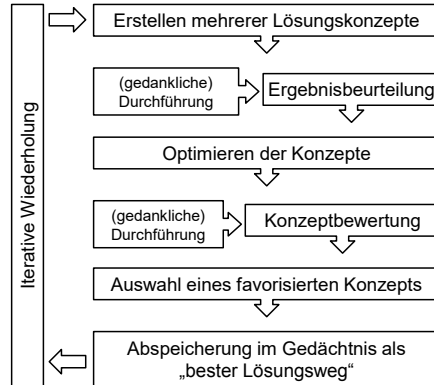 Iterative Wiederholung
Erstellen mehrerer Lösungskonzepte
(gedankliche)
Durchführung
Ergebnisbeurteilung
Optimieren der Konzepte
(gedankliche)
Durchführung
Konzeptbewertung
Auswahl eines favorisierten Konzepts
Abspeicherung im Gedächtnis als
„bester Lösungsweg“